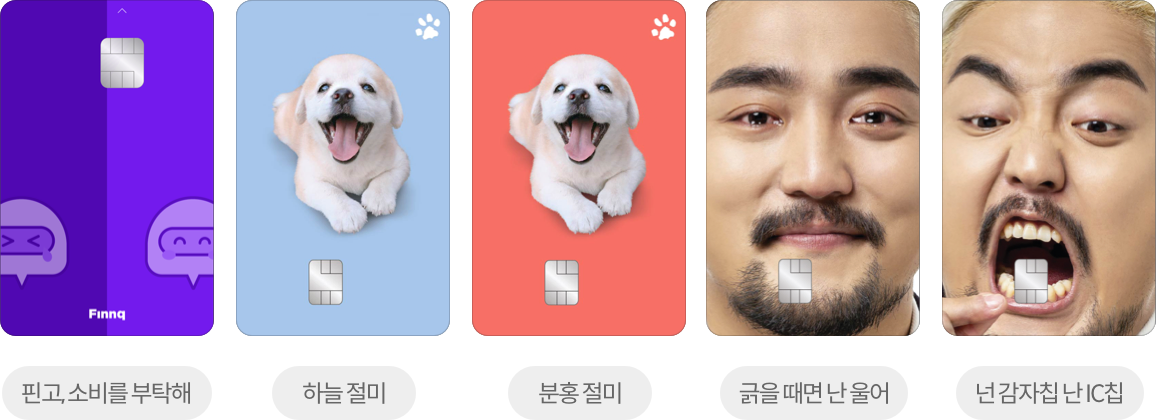 Finnq
핀고, 소비를 부탁해
하늘 절미
분홍 절미
긁을 때면 난 울어
넌 감자칩 난 IC칩